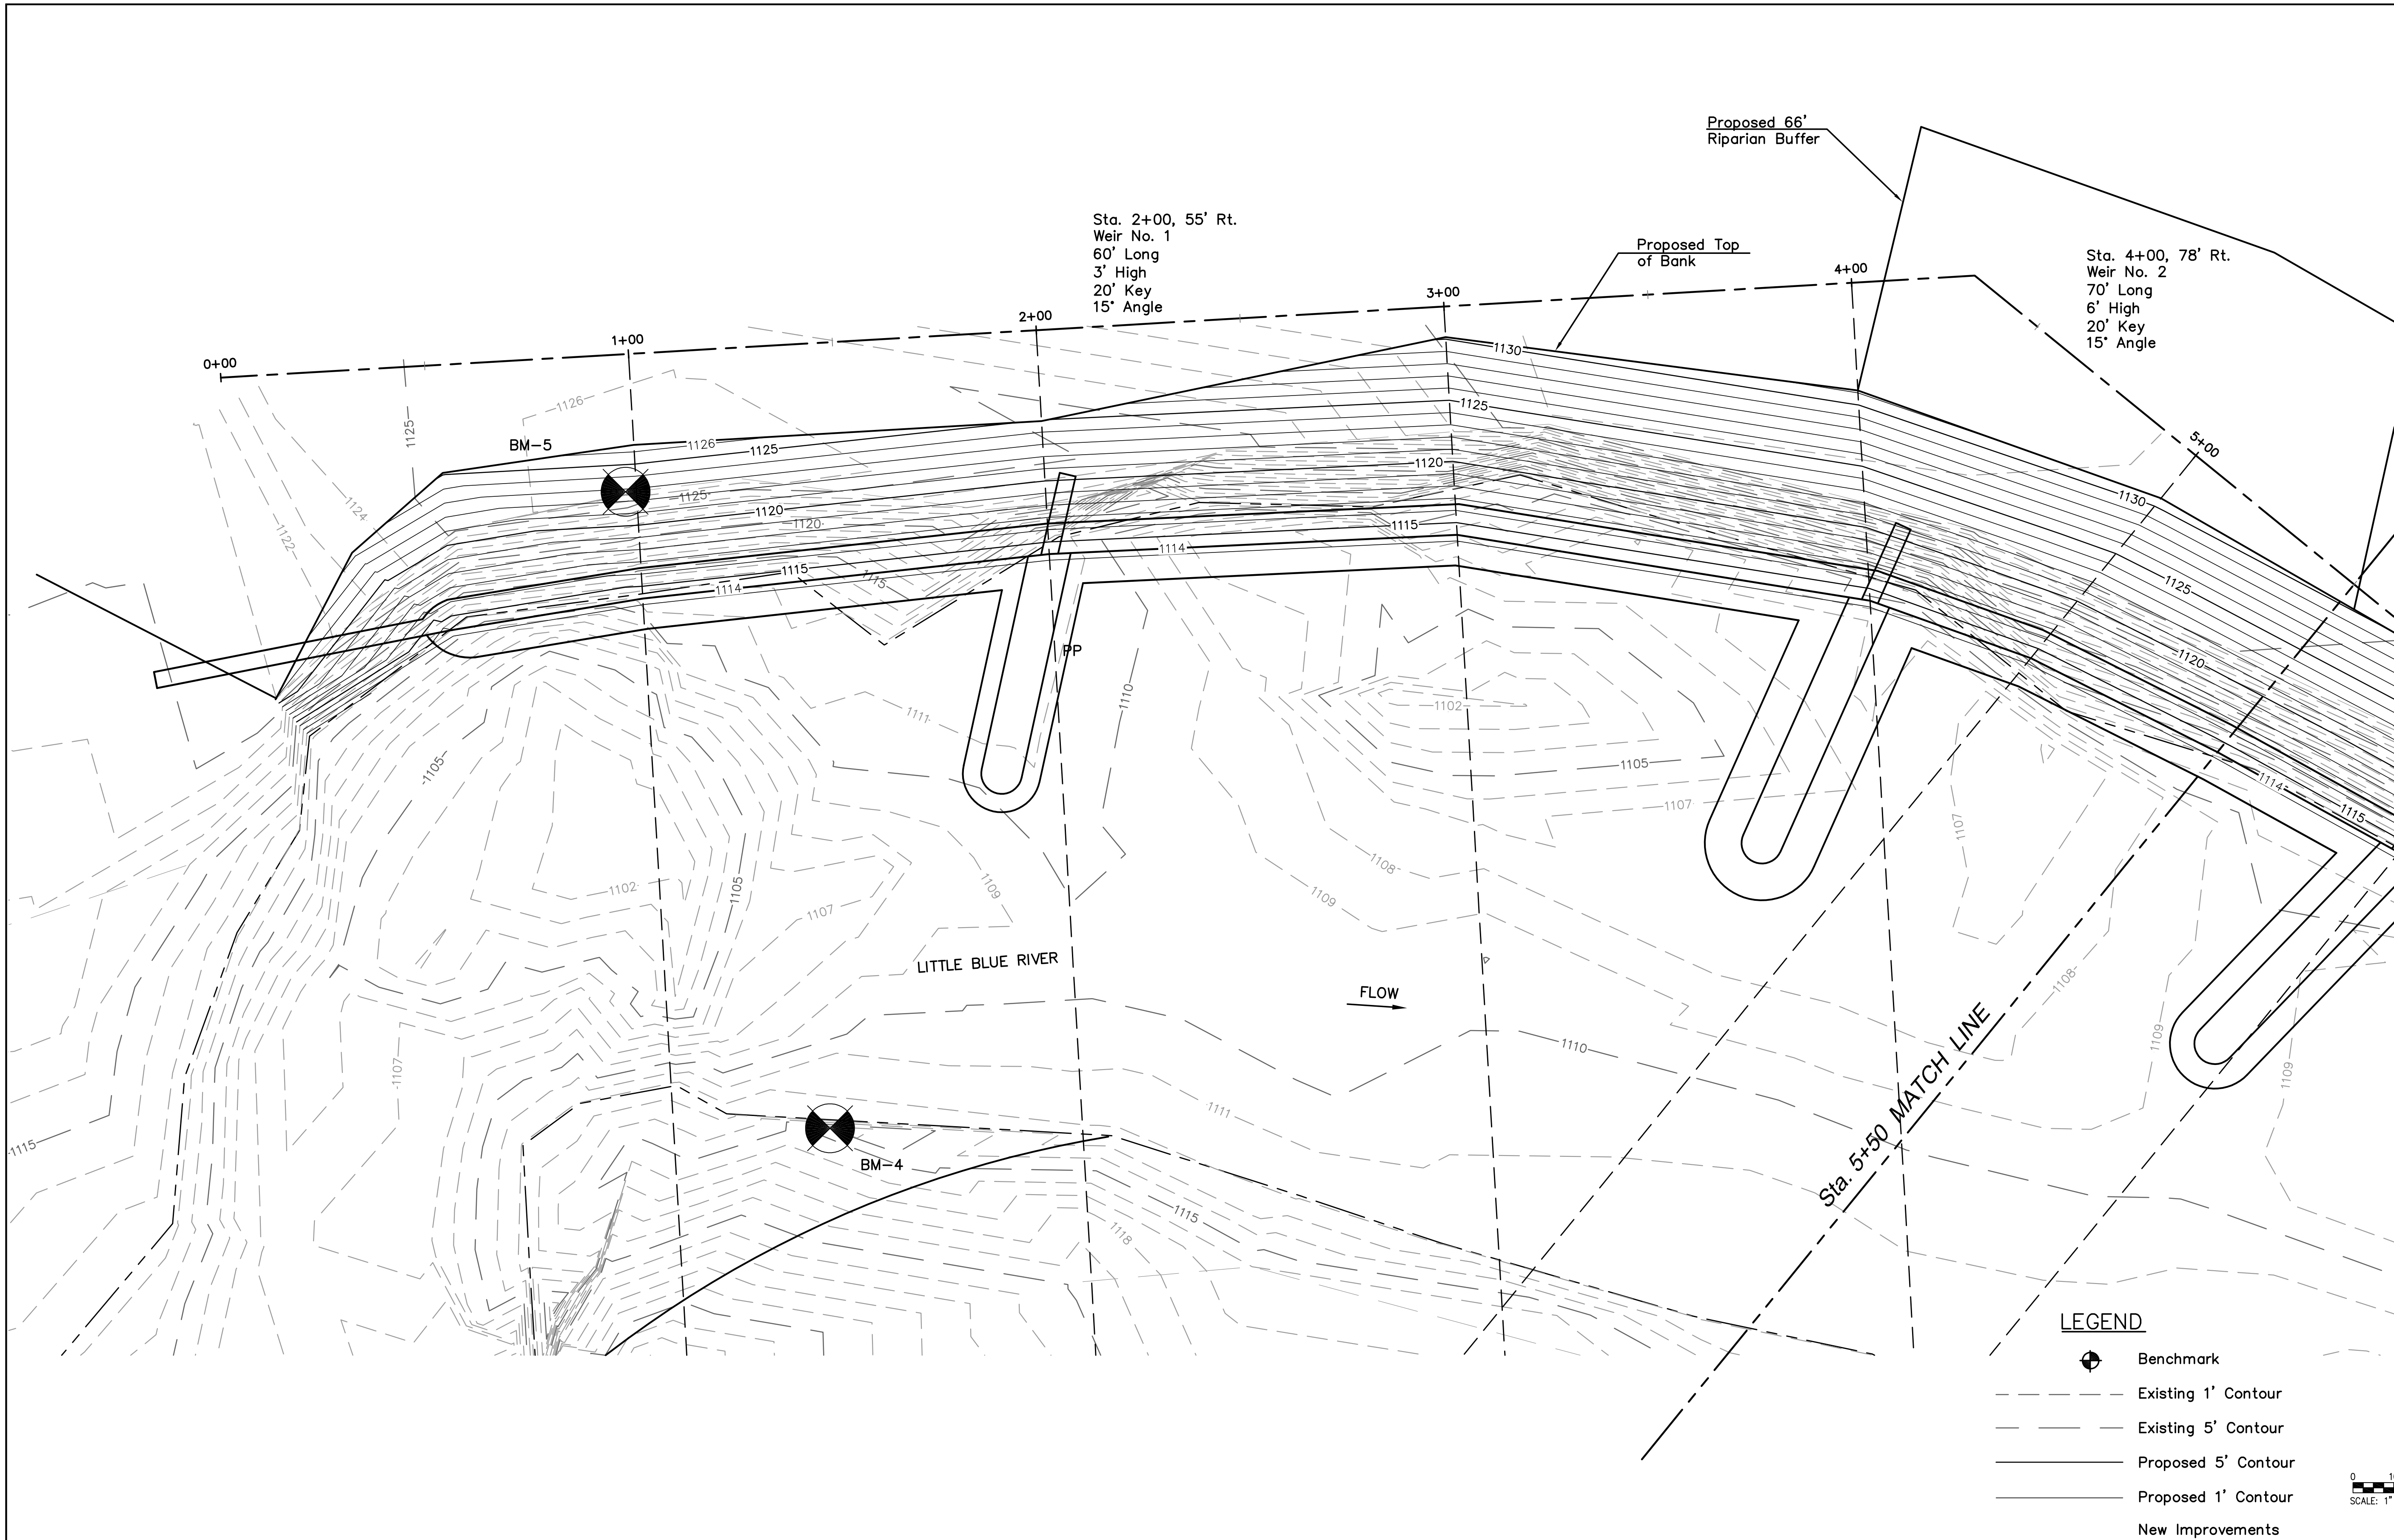 Proposed 66'
Riparian Buffer
Sta. 2+00, 55' Rt.
Weir No. 1
60' Long
3' High
20' Key
15° Angle
Proposed Top
of Bank
Sta. 4+00, 78' Rt.
Weir No. 2
70' Long
6' High
20' Key
15° Angle
0+00
1+00
2+00
3+00
4+00
5+00
1130
1125
1126
1125
1126
1125
BM-5
1125
1120
1120
1120
1124
1122
1115
1114
1115
1115
1114
1130
1125
1120
1114
1115
PP
1110
1111
1102
1105
1107
1105
1102
1105
1107
1109
1108
1109
1107
1108
1109
1109
LITTLE BLUE RIVER
FLOW
1110
1107
1111
1115
BM-4
1115
1118
Sta. 5+50 MATCH LINE
LEGEND
Benchmark
Existing 1' Contour
Existing 5' Contour
Proposed 5' Contour
Proposed 1' Contour
New Improvements
0
SCALE: 1"